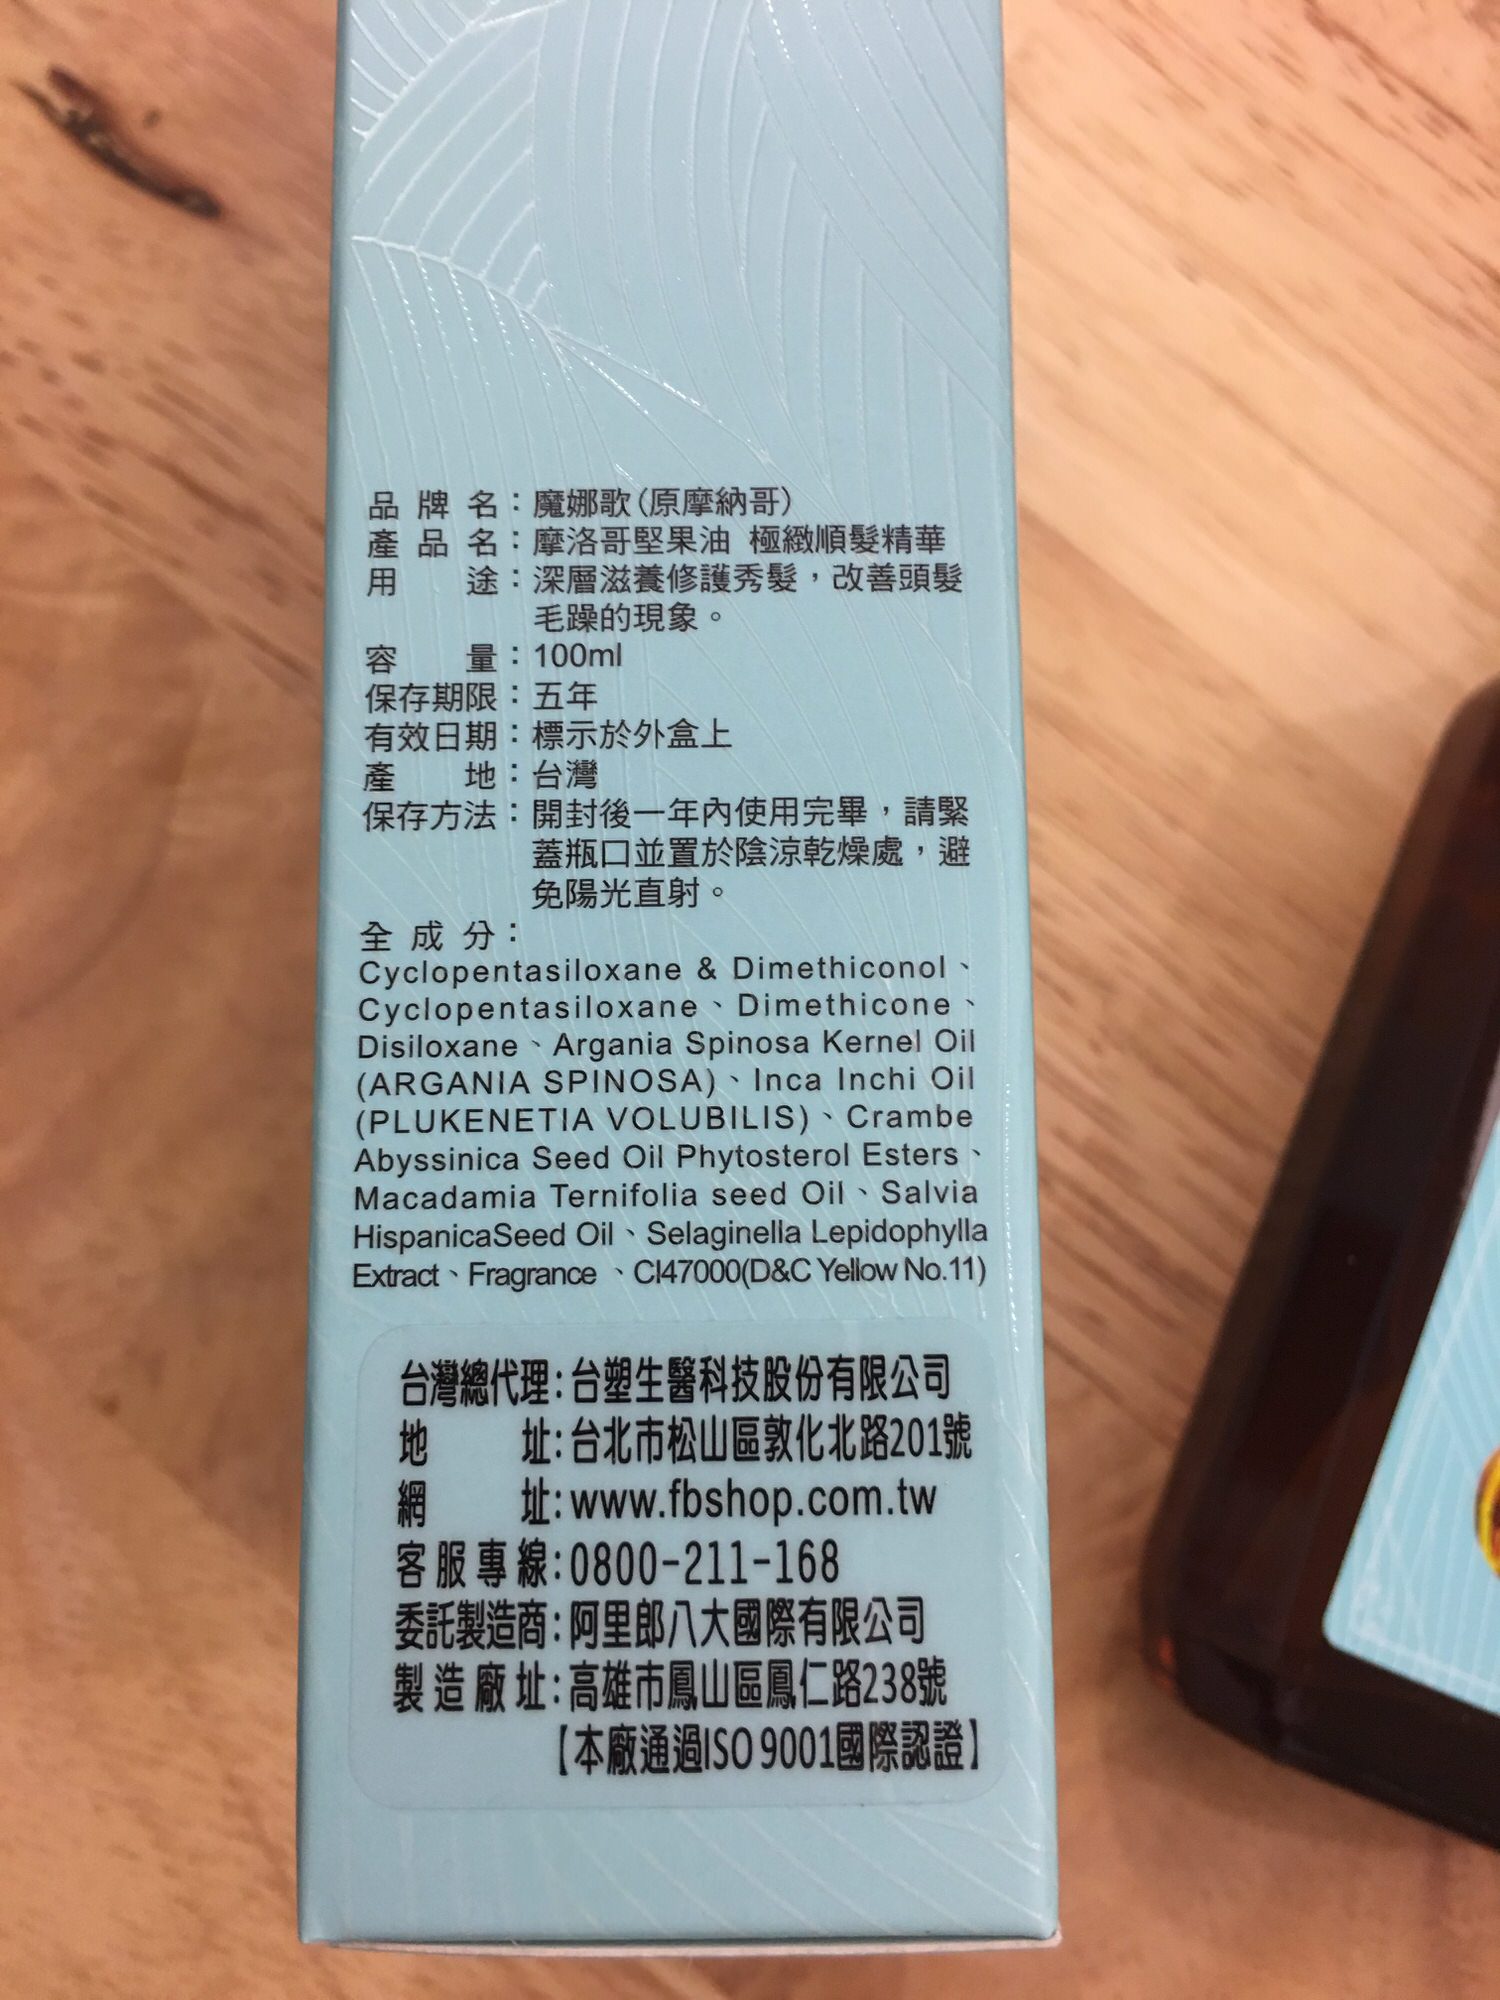 品牌名：魔娜歌(原摩納哥)
產品名：摩洛哥堅果油 極緻順髮精華
用途：深層滋養修護秀髮，改善頭髮
毛躁的現象。
容量：100ml
保存期限：五年
有效日期：標示於外盒上
產地：台灣
保存方法：開封後一年內使用完畢，請緊
蓋瓶口並置於陰涼乾燥處，避
免陽光直射。
全成分：
Cyclopentasiloxane & Dimethiconol、
Cyclopentasiloxane、Dimethicone、
Disiloxane、Argania Spinosa Kernel Oil
(ARGANIA SPINOSA)、Inca Inchi Oil
(PLUKENETIA VOLUBILIS)、Crambe
Abyssinica Seed Oil Phytosterol Esters、
Macadamia Ternifolia seed Oil、Salvia
HispanicaSeed Oil、Selaginella Lepidophylla
Extract、Fragrance、CI47000(D&C Yellow No.11)
台灣總代理:台塑生醫科技股份有限公司
地址:台北市松山區敦化北路201號
網址:www.fbshop.com.tw
客服專線:0800-211-168
委託製造商:阿里郎八大國際有限公司
製造廠址:高雄市鳳山區鳳仁路238號
【本廠通過ISO 9001國際認證】